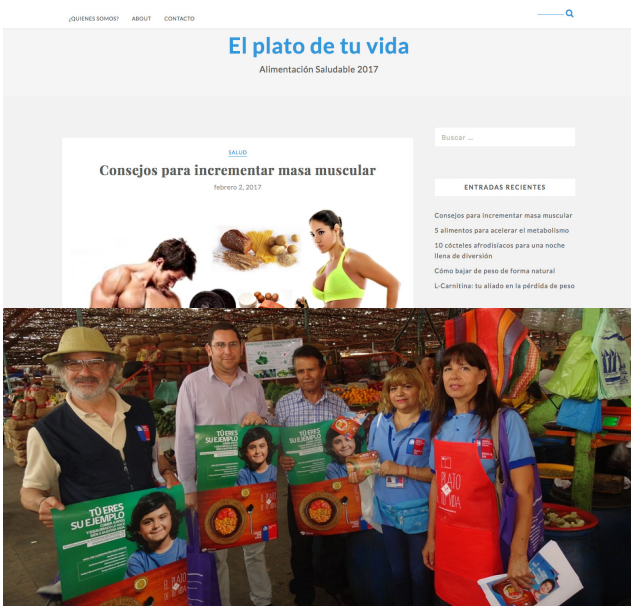 ¿QUIENES SOMOS? ABOUT CONTACTO
El plato de tu vida
Alimentación Saludable 2017
SALUD
Consejos para incrementar masa muscular
febrero 2, 2017
Buscar ...
ENTRADAS RECIENTES
Consejos para incrementar masa muscular
5 alimentos para acelerar el metabolismo
10 cócteles afrodisíacos para una noche
llena de diversión
Cómo bajar de peso de forma natural
L-Carnitina: tu aliado en la pérdida de peso
TÚ ERES
SU EJEMPLO
TÚ ERES
SU EJEMPLO
TÚ ERES
SU EJEMPLO
PLATO
VIDA